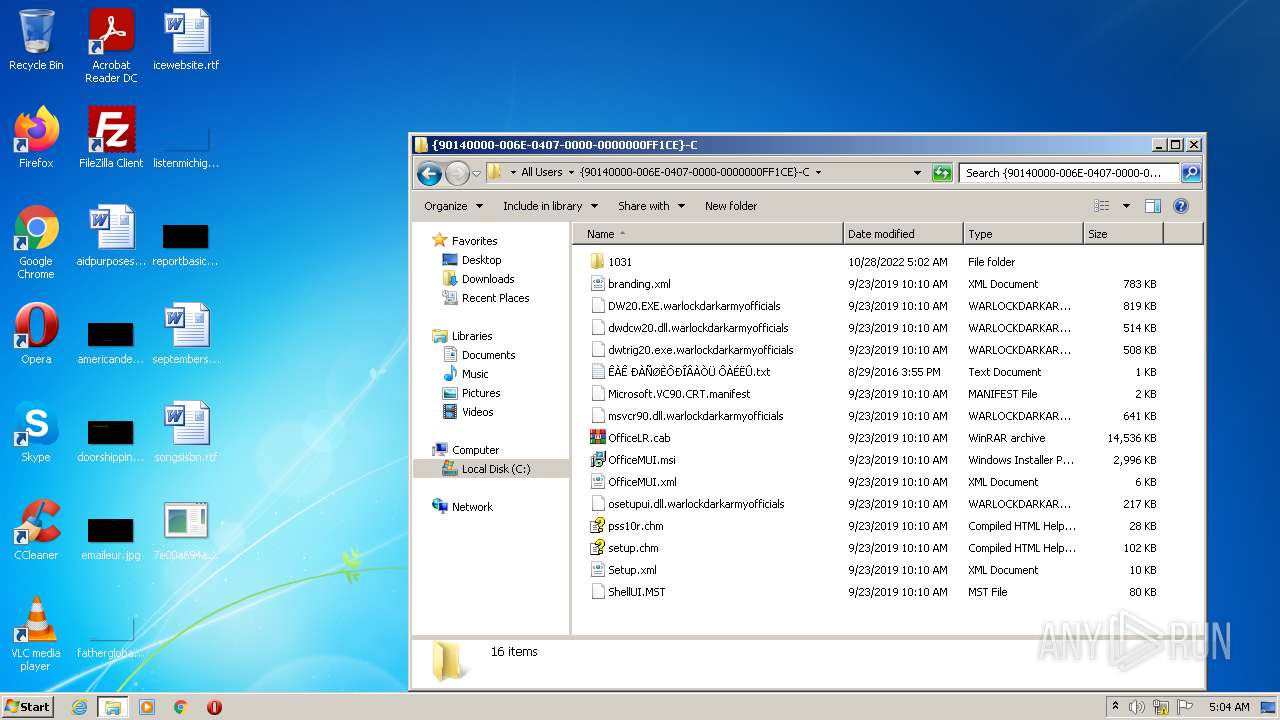 Recycle Bin
Acrobat
Reader DC
icewebsite.rtf
Firefox
FileZilla Client
listenmichig...
Google
Chrome
aidpurposes...
reportbasic...
Opera
americande...
septembers...
Skype
doorshippin...
songsisbn.rtf
CCleaner
emaileur.jpg
7e00a694a...
VLC media
player
fathergloba...
{90140000-006E-0407-0000-0000000FF1CE}-C
All Users {90140000-006E-0407-0000-0000000FF1CE}-C
Search {90140000-006E-0407-0000-0...
Organize Include in library Share with New folder
Favorites
Desktop
Downloads
Recent Places
Libraries
Documents
Music
Pictures
Videos
Computer
Local Disk (C:)
Network
Name Date modified Type Size
1031 10/28/2022 5:02 AM File folder
branding.xml 9/23/2019 10:10 AM XML Document 783 KB
DW20.EXE.warlockdarkarmyofficials 9/23/2019 10:10 AM WARLOCKDAR... 819 KB
dwdcw20.dll.warlockdarkarmyofficials 9/23/2019 10:10 AM WARLOCKDAR... 514 KB
dwtrig20.exe.warlockdarkarmyofficials 9/23/2019 10:10 AM WARLOCKDAR... 508 KB
8/29/2016 3:55 PM Text Document 1 KB
Microsoft.VC90.CRT.manifest 9/23/2019 10:10 AM MANIFEST File 2 KB
msvcr90.dll.warlockdarkarmyofficials 9/23/2019 10:10 AM WARLOCKDAR... 641 KB
OfficeLR.cab 9/23/2019 10:10 AM WinRAR archive 14,532 KB
OfficeMUI.msi 9/23/2019 10:10 AM Windows Installer P... 2,996 KB
OfficeMUI.xml 9/23/2019 10:10 AM XML Document 6 KB
osetupui.dll.warlockdarkarmyofficials 9/23/2019 10:10 AM WARLOCKDAR... 217 KB
pss10r.chm 9/23/2019 10:10 AM Compiled HTML Help... 28 KB
setup.chm 9/23/2019 10:10 AM Compiled HTML Help... 102 KB
Setup.xml 9/23/2019 10:10 AM XML Document 10 KB
ShellUI.MST 9/23/2019 10:10 AM MST File 80 KB
16 items
ANY RUN
Start
5:04 AM